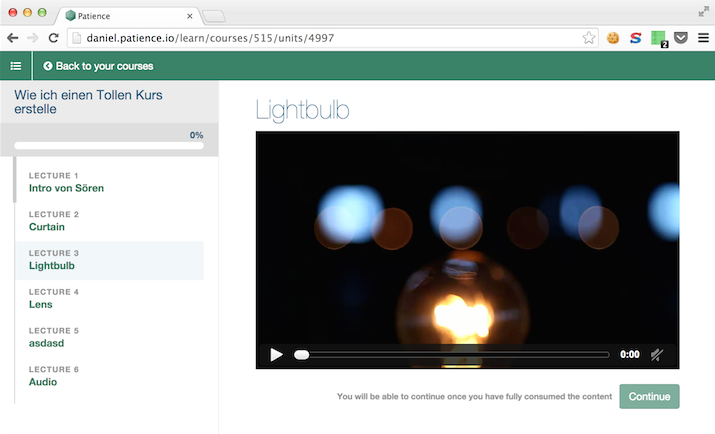 Patience
daniel.patience.io/learn/courses/515/units/4997
2
Back to your courses
Wie ich einen Tollen Kurs
erstelle
0%
LECTURE 1
Intro von Sören
LECTURE 2
Curtain
LECTURE 3
Lightbulb
LECTURE 4
Lens
LECTURE 5
asdasd
LECTURE 6
Audio
Lightbulb
0:00
You will be able to continue once you have fully consumed the content
Continue